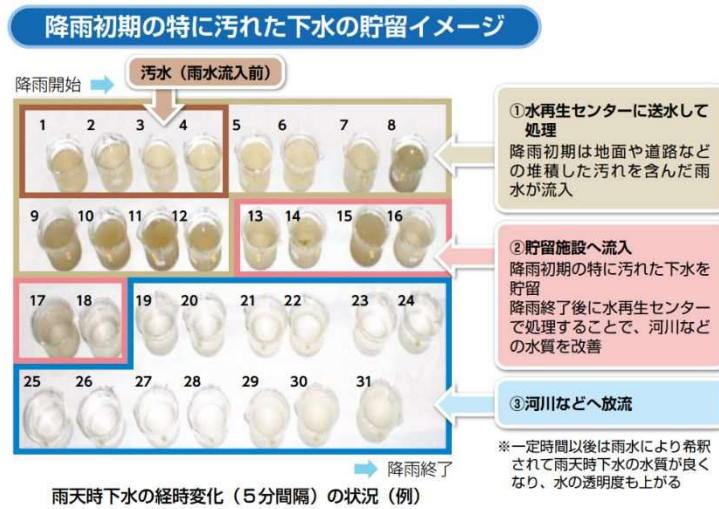 降雨初期の特に汚れた下水の貯留イメージ
汚水（雨水流入前）
降雨開始
1 2 3 4 5 6 7 8
9 10 11 12 13 14 15 16
17 18 19 20 21 22 23 24
25 26 27 28 29 30 31
①水再生センターに送水して
処理
降雨初期は地面や道路など
の堆積した汚れを含んだ雨
水が流入
②貯留施設へ流入
降雨初期の特に汚れた下水を
貯留
降雨終了後に水再生センター
で処理することで、河川など
の水質を改善
③河川などへ放流
※一定時間以後は雨水により希釈
されて雨天時下水の水質が良く
なり、水の透明度も上がる
降雨終了
雨天時下水の経時変化（５分間隔）の状況（例）